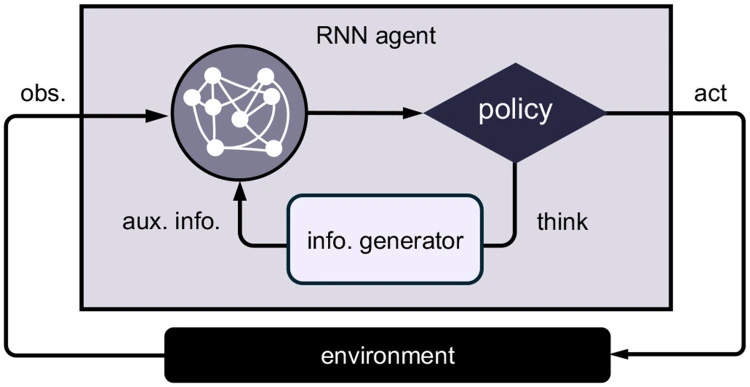 RNN agent
obs.
policy
act
aux. info.
info. generator
think
environment